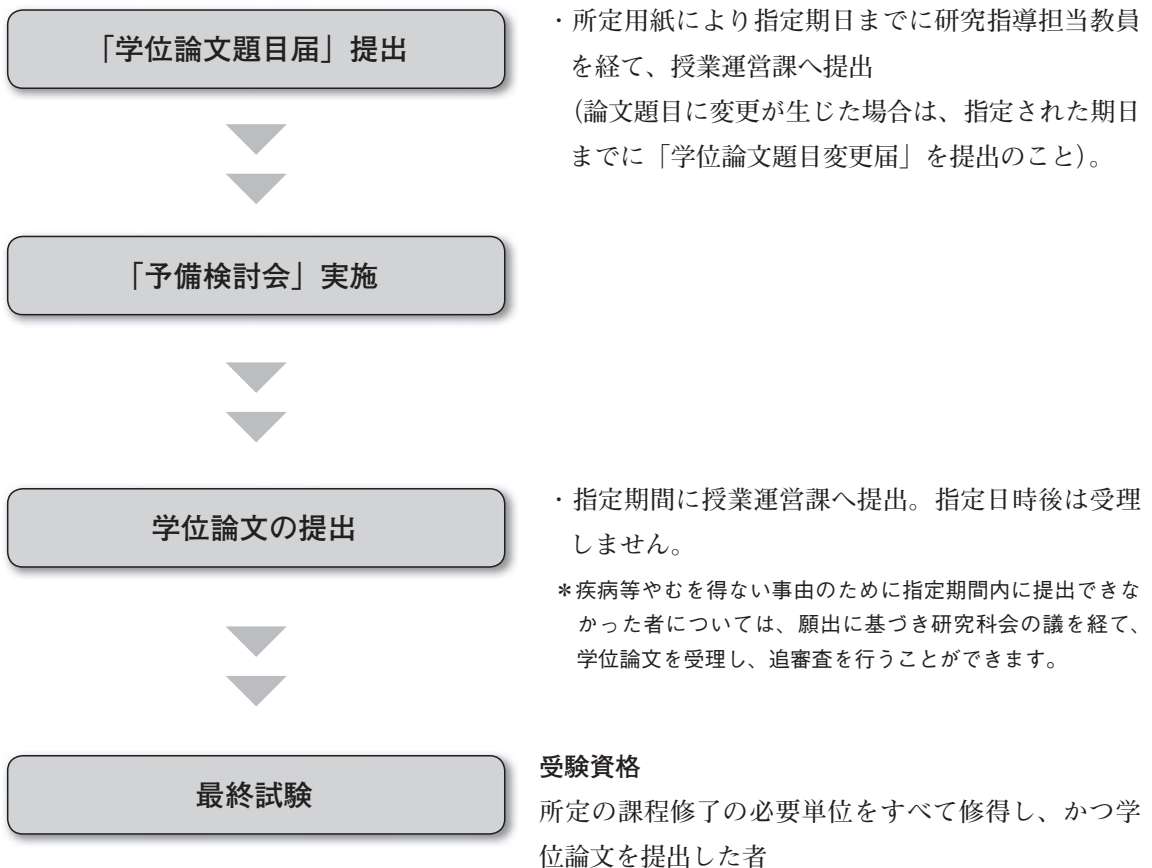 「学位論文題目届」提出
・所定用紙により指定期日までに研究指導担当教員
を経て、授業運営課へ提出
(論文題目に変更が生じた場合は、指定された期日
までに「学位論文題目変更届」を提出のこと)。
「予備検討会」実施
学位論文の提出
・指定期間に授業運営課へ提出。指定日時後は受理
しません。
*疾病等やむを得ない事由のために指定期間内に提出できな
かった者については、願出に基づき研究科会の議を経て、
学位論文を受理し、追審査を行うことができます。
最終試験
受験資格
所定の課程修了の必要単位をすべて修得し、かつ学
位論文を提出した者